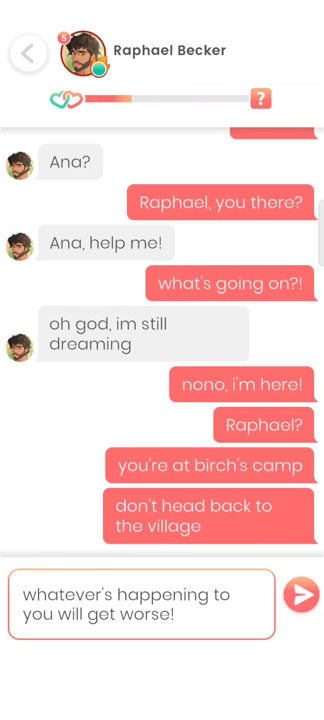 5
Raphael Becker
?
Ana?
Raphael, you there?
Ana, help me!
what's going on?!
oh god, im still
dreaming
nono, i'm here!
Raphael?
you're at birch's camp
don't head back to
the village
whatever's happening to
you will get worse!